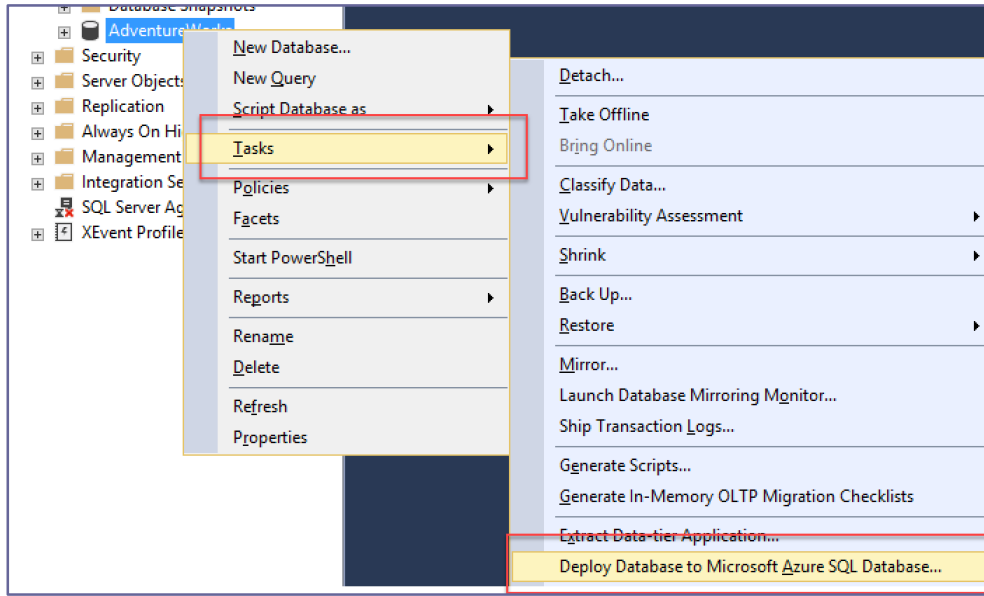 Database Snapshots
AdventureWorks
Security
Server Objects
Replication
Always On Hi
Management
Integration Se
SQL Server Ag
XEvent Profile
New Database...
New Query
Script Database as
Tasks
Policies
Facets
Start PowerShell
Reports
Rename
Delete
Refresh
Properties
Detach...
Take Offline
Bring Online
Classify Data...
Vulnerability Assessment
Shrink
Back Up...
Restore
Mirror...
Launch Database Mirroring Monitor...
Ship Transaction Logs...
Generate Scripts...
Generate In-Memory OLTP Migration Checklists
Extract Data-tier Application...
Deploy Database to Microsoft Azure SQL Database...